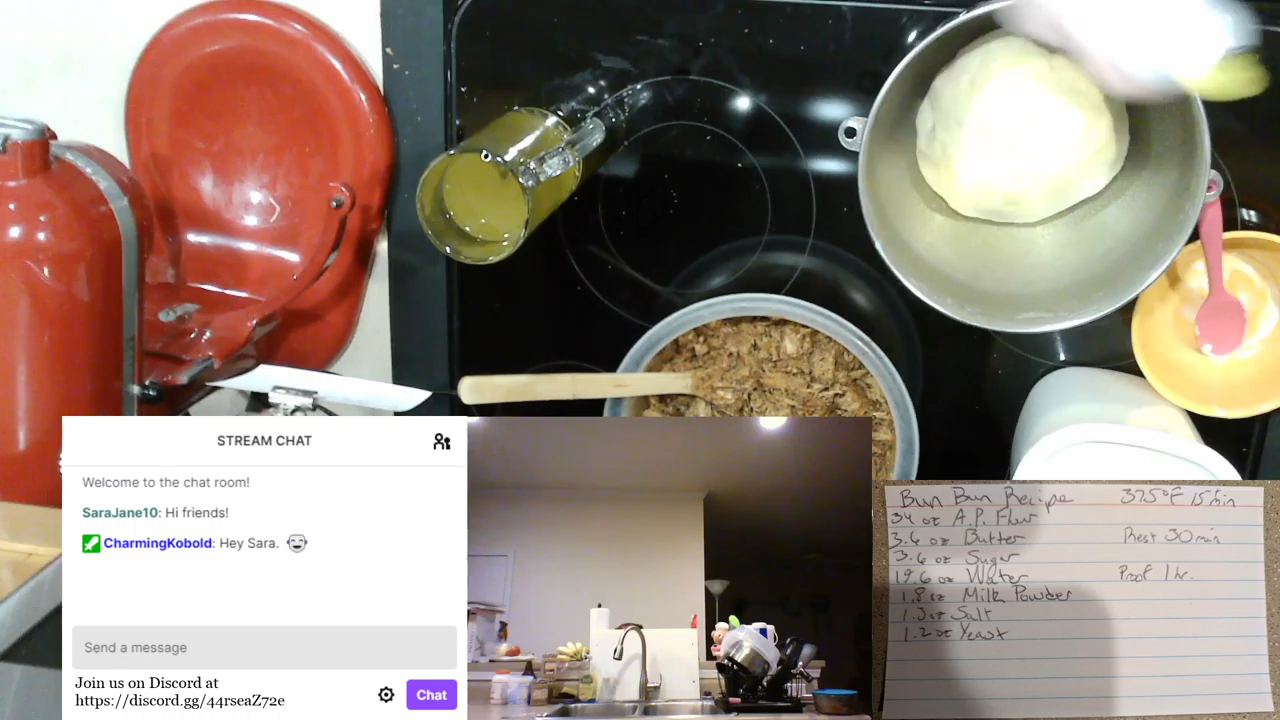 STREAM CHAT
Welcome to the chat room!
SaraJane10: Hi friends!
CharmingKobold: Hey Sara.
Send a message
Join us on Discord at
https://discord.gg/44rseaZ72e
Chat
Bun Bun Recipe 375°F 15 min
34 oz A.P. Flour
3.6 oz Butter Rest 30 min
3.6 oz Sugar
19.6 oz Water Proof 1 hr.
1.8 oz Milk Powder
1.3 oz Salt
1.2 oz Yeast